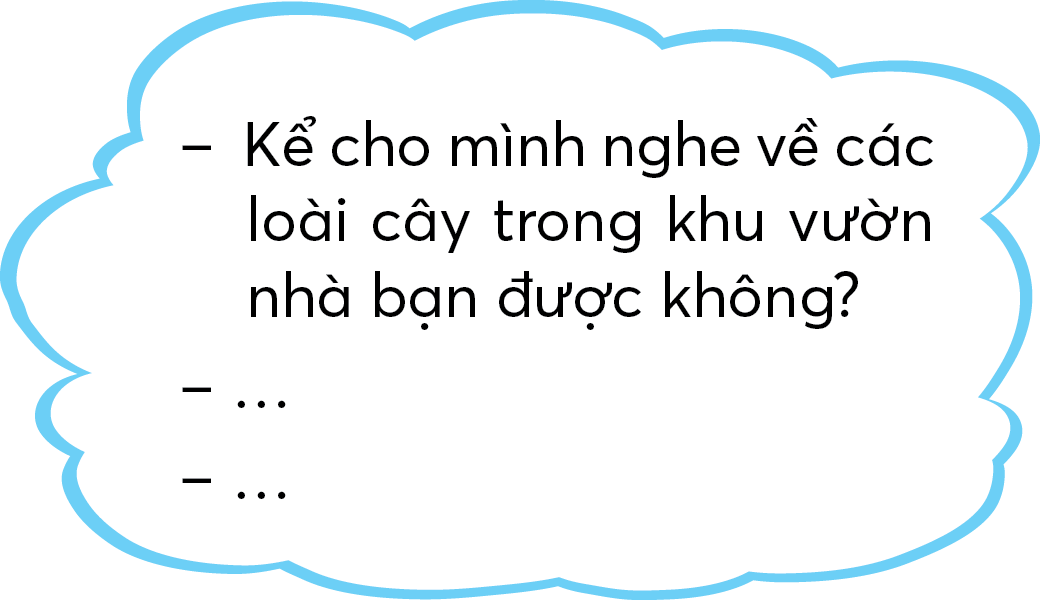 – Kể cho mình nghe về các
loài cây trong khu vườn
nhà bạn được không?
– ...
– ...